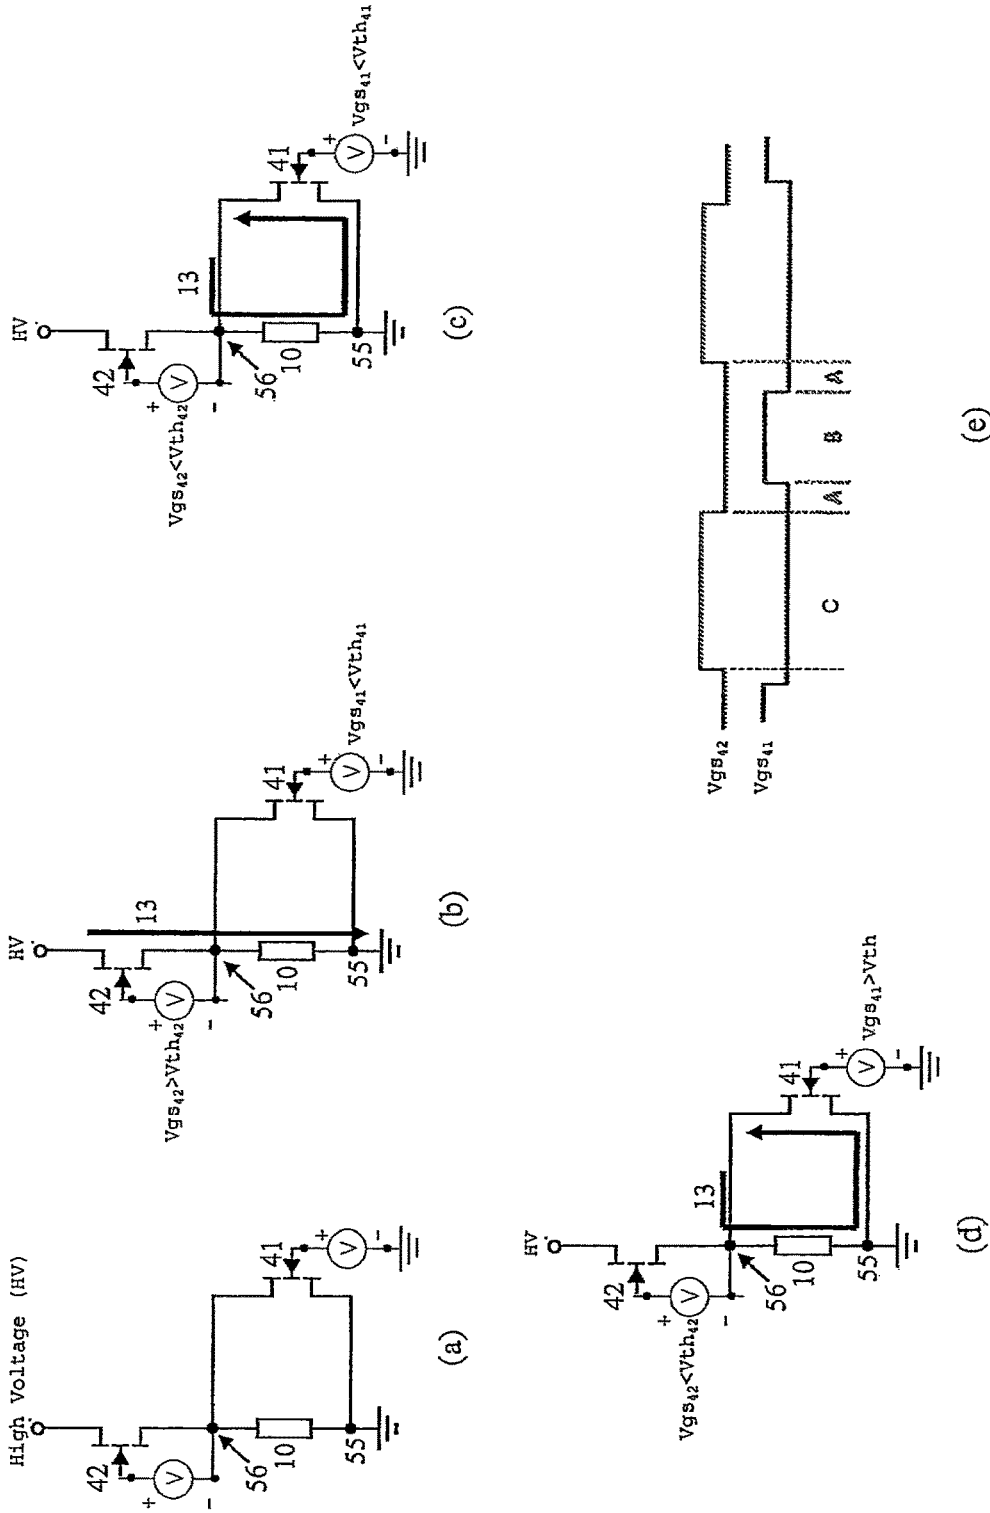 High Voltage (HV)
42
+
V
-
56
10
55
41
+
V
-
(a)
HV
13
42
+
V
-
Vgs42>Vth42
56
10
55
41
+
V
-
Vgs41<Vth41
(b)
HV
13
42
+
V
-
Vgs42<Vth42
56
10
55
41
+
V
-
Vgs41<Vth41
(c)
HV
13
42
+
V
-
Vgs42<Vth42
56
10
55
41
+
V
-
Vgs41>Vth
(d)
Vgs42
Vgs41
C
A
B
A
(e)